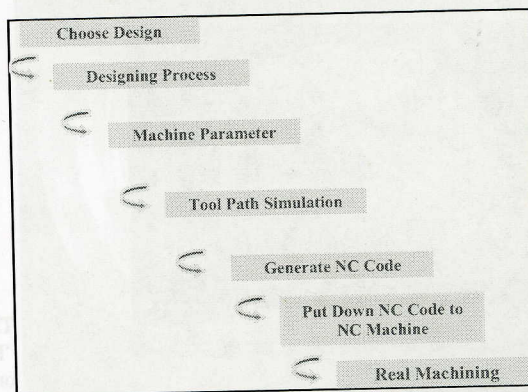 Choose Design
Designing Process
Machine Parameter
Tool Path Simulation
Generate NC Code
Put Down NC Code to
NC Machine
Real Machining